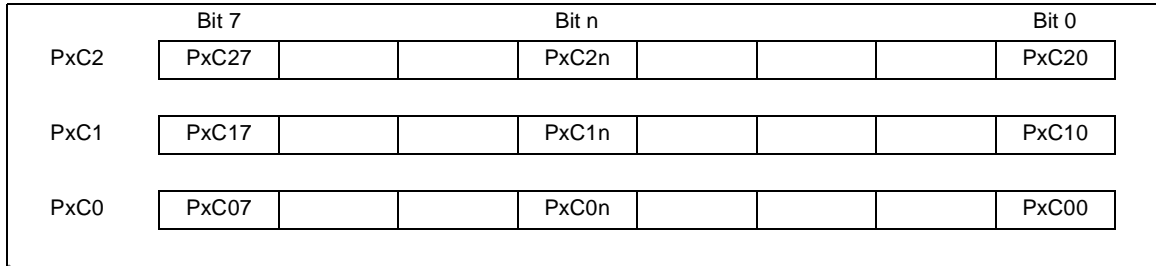 Bit 7 Bit n Bit 0
PxC2 PxC27 PxC2n PxC20
PxC1 PxC17 PxC1n PxC10
PxC0 PxC07 PxC0n PxC00